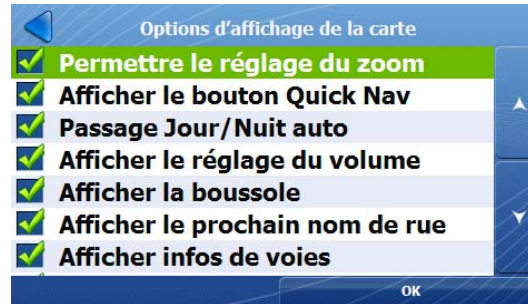 Options d’affichage de la carte
Permettre le réglage du zoom
Afficher le bouton Quick Nav
Passage Jour/Nuit auto
Afficher le réglage du volume
Afficher la boussole
Afficher le prochain nom de rue
Afficher infos de voies
OK